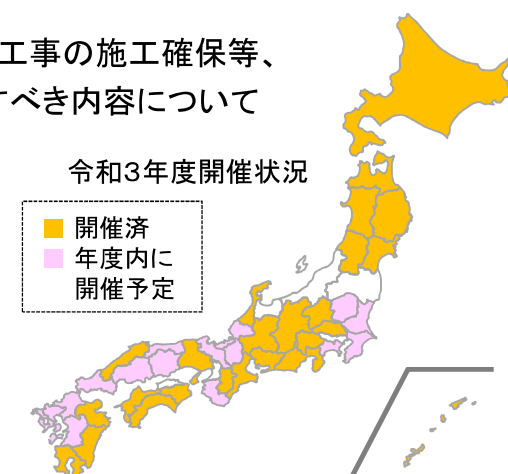 工事の施工確保等、
すべき内容について
令和3年度開催状況
開催済
年度内に
開催予定